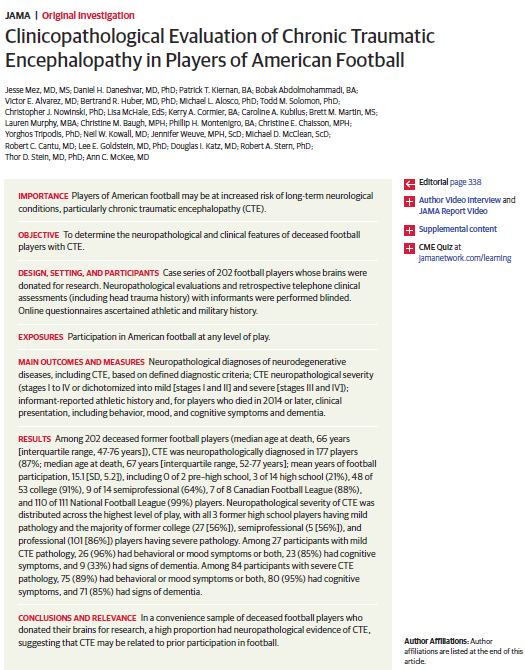 JAMA | Original Investigation
Clinicopathological Evaluation of Chronic Traumatic
Encephalopathy in Players of American Football
Jesse Mez, MD, MS; Daniel H. Daneshvar, MD, PhD; Patrick T. Kiernan, BA; Bobak Abdolmohammadi, BA;
Victor E. Alvarez, MD; Bertrand R. Huber, MD, PhD; Michael L. Alosco, PhD; Todd M. Solomon, PhD;
Christopher J. Nowinski, PhD; Lisa McHale, EdS; Kerry A. Cormier, BA; Caroline A. Kubilus; Brett M. Martin, MS;
Lauren Murphy, MBA; Christine M. Baugh, MPH; Phillip H. Montenigro, BA; Christine E. Chaisson, MPH;
Yorghos Tripodis, PhD; Neil W. Kowall, MD; Jennifer Weuve, MPH, ScD; Michael D. McClean, ScD;
Robert C. Cantu, MD; Lee E. Goldstein, MD, PhD; Douglas I. Katz, MD; Robert A. Stern, PhD;
Thor D. Stein, MD, PhD; Ann C. McKee, MD
IMPORTANCE Players of American football may be at increased risk of long-term neurological
conditions, particularly chronic traumatic encephalopathy (CTE).
OBJECTIVE To determine the neuropathological and clinical features of deceased football
players with CTE.
DESIGN, SETTING, AND PARTICIPANTS Case series of 202 football players whose brains were
donated for research. Neuropathological evaluations and retrospective telephone clinical
assessments (including head trauma history) with informants were performed blinded.
Online questionnaires ascertained athletic and military history.
EXPOSURES Participation in American football at any level of play.
MAIN OUTCOMES AND MEASURES Neuropathological diagnoses of neurodegenerative
diseases, including CTE, based on defined diagnostic criteria; CTE neuropathological severity
(stages I to IV or dichotomized into mild [stages I and II] and severe [stages III and IV]);
informant-reported athletic history and, for players who died in 2014 or later, clinical
presentation, including behavior, mood, and cognitive symptoms and dementia.
RESULTS Among 202 deceased former football players (median age at death, 66 years
[interquartile range, 47-76 years]), CTE was neuropathologically diagnosed in 177 players
(87%; median age at death, 67 years [interquartile range, 52-77 years]; mean years of football
participation, 15.1 [SD, 5.2]), including 0 of 2 pre–high school, 3 of 14 high school (21%), 48 of
53 college (91%), 9 of 14 semiprofessional (64%), 7 of 8 Canadian Football League (88%),
and 110 of 111 National Football League (99%) players. Neuropathological severity of CTE was
distributed across the highest level of play, with all 3 former high school players having mild
pathology and the majority of former college (27 [56%]), semiprofessional (5 [56%]), and
professional (101 [86%]) players having severe pathology. Among 27 participants with mild
CTE pathology, 26 (96%) had behavioral or mood symptoms or both, 23 (85%) had cognitive
symptoms, and 9 (33%) had signs of dementia. Among 84 participants with severe CTE
pathology, 75 (89%) had behavioral or mood symptoms or both, 80 (95%) had cognitive
symptoms, and 71 (85%) had signs of dementia.
CONCLUSIONS AND RELEVANCE In a convenience sample of deceased football players who
donated their brains for research, a high proportion had neuropathological evidence of CTE,
suggesting that CTE may be related to prior participation in football.
Editorial page 338
Author Video Interview and
JAMA Report Video
Supplemental content
CME Quiz at
jamanetwork.com/learning
Author Affiliations: Author
affiliations are listed at the end of this
article.